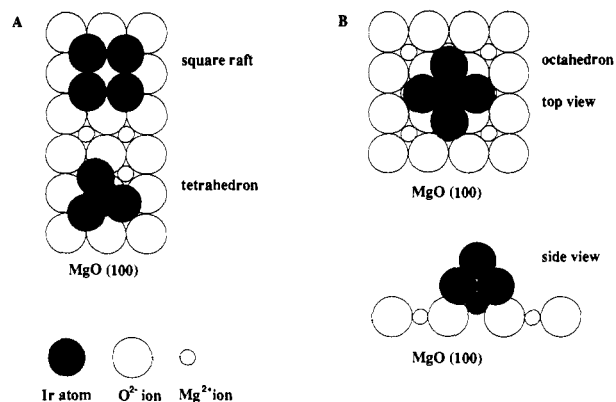 A
square raft
tetrahedron
MgO (100)
B
octahedron
top view
MgO (100)
side view
MgO (100)
Ir atom
O²⁻ ion
Mg²⁺ion